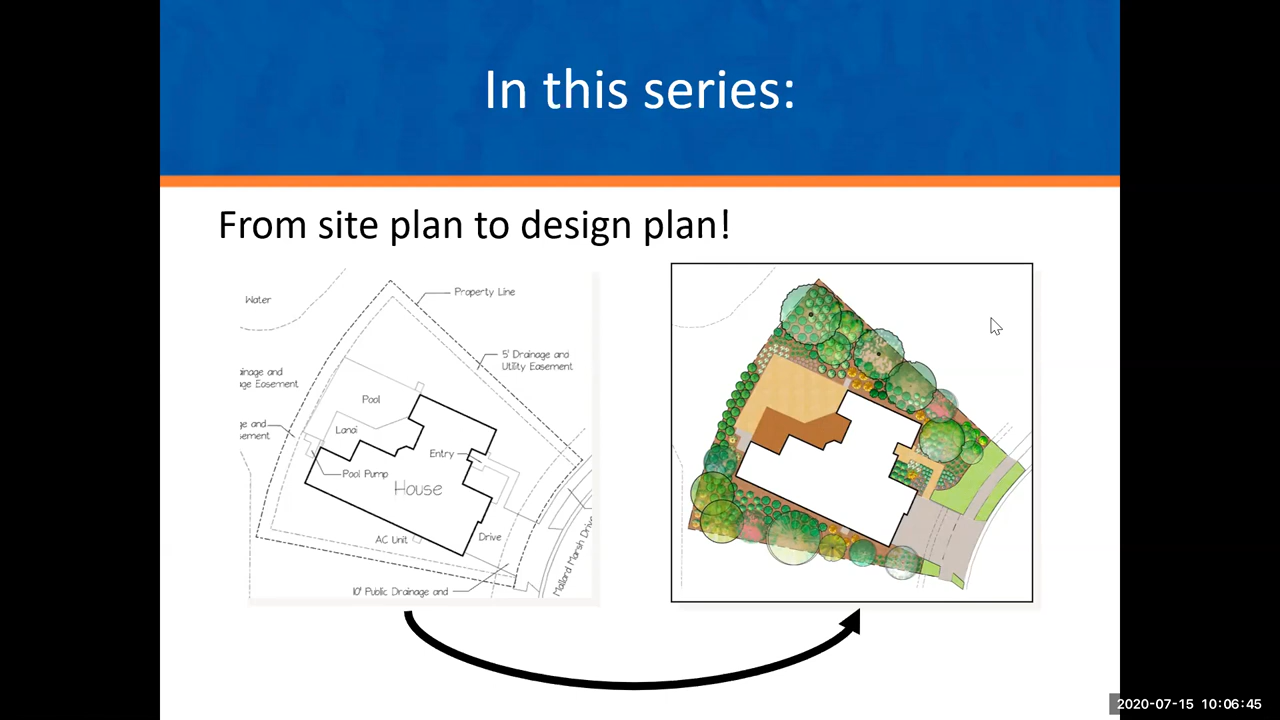 In this series:
From site plan to design plan!
Water
Property Line
5' Drainage and
Utility Easement
inage and
ge Easement
Pool
ge and
sement
Lanai
Entry
Pool Pump
House
AC Unit
Drive
Mallard Marsh Drive
10' Public Drainage and
2020-07-15 10:06:45